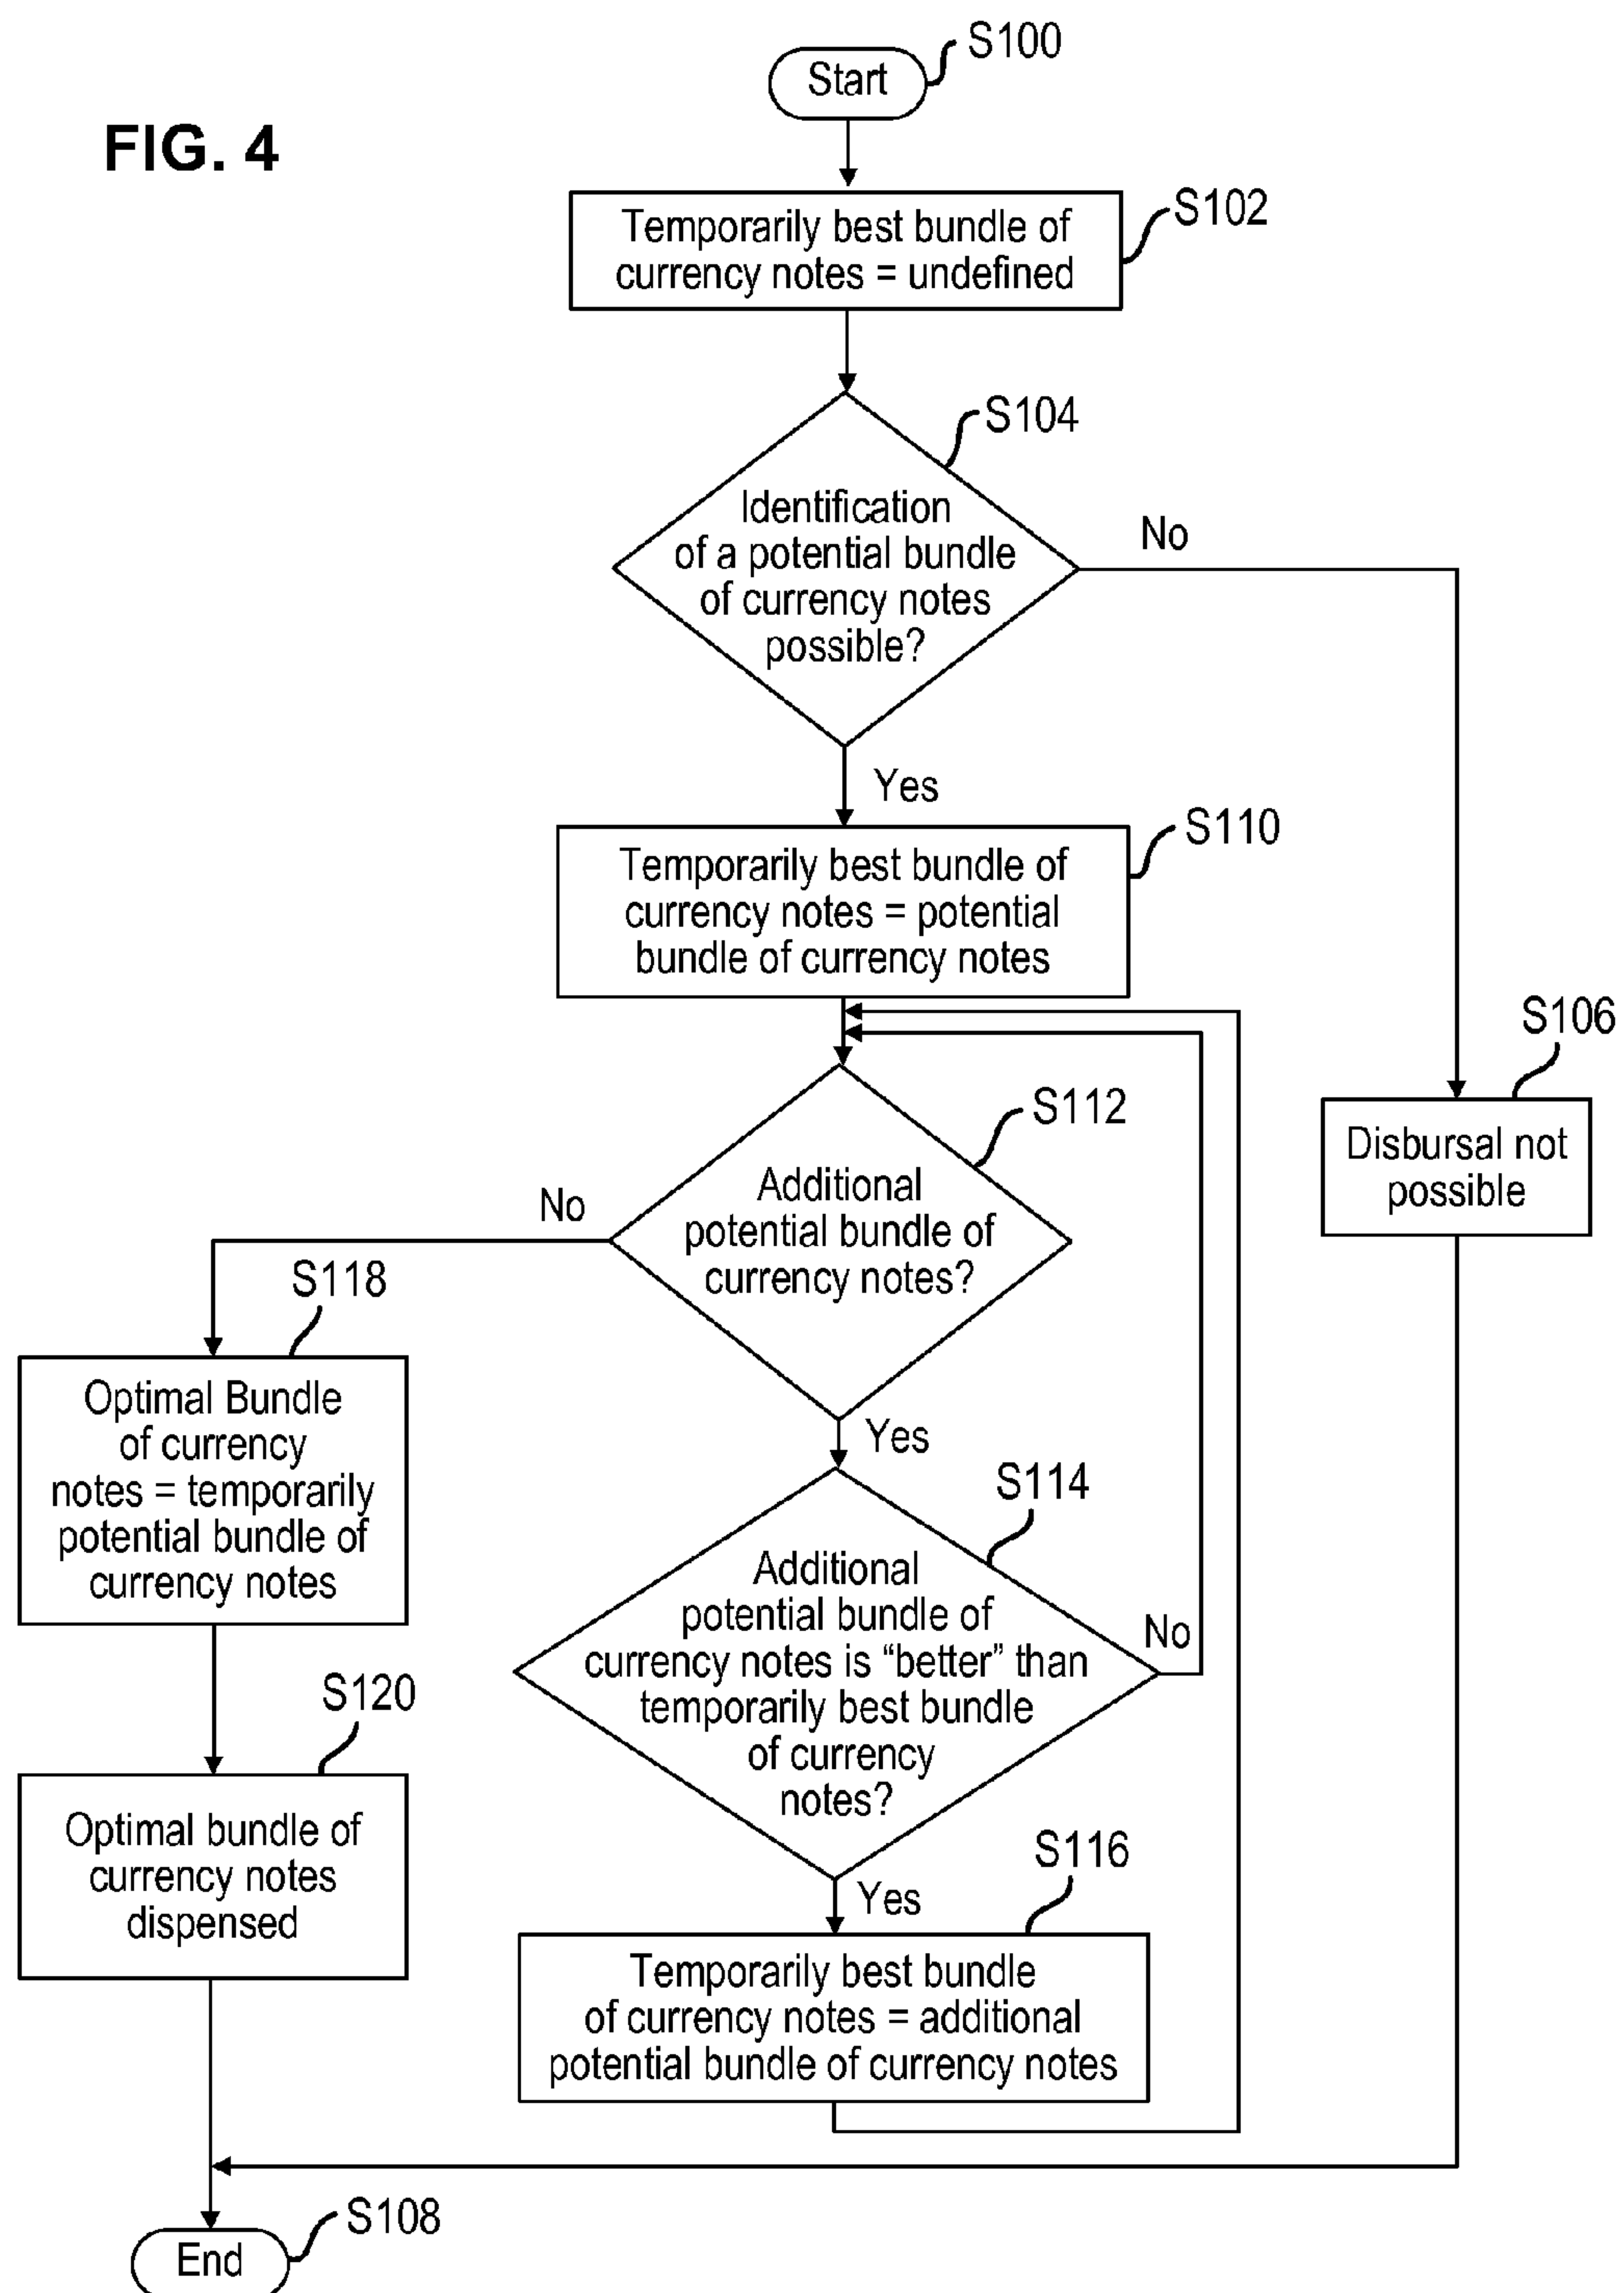 FIG. 4
Start
S100
Temporarily best bundle of
currency notes = undefined
S102
S104
Identification
of a potential bundle
of currency notes
possible?
No
Yes
S110
Temporarily best bundle of
currency notes = potential
bundle of currency notes
S106
Disbursal not
possible
S112
Additional
potential bundle of
currency notes?
No
Yes
S118
Optimal Bundle
of currency
notes = temporarily
potential bundle of
currency notes
S114
Additional
potential bundle of
currency notes is “better” than
temporarily best bundle
of currency
notes?
No
Yes
S120
Optimal bundle of
currency notes
dispensed
S116
Temporarily best bundle
of currency notes = additional
potential bundle of currency notes
S108
End